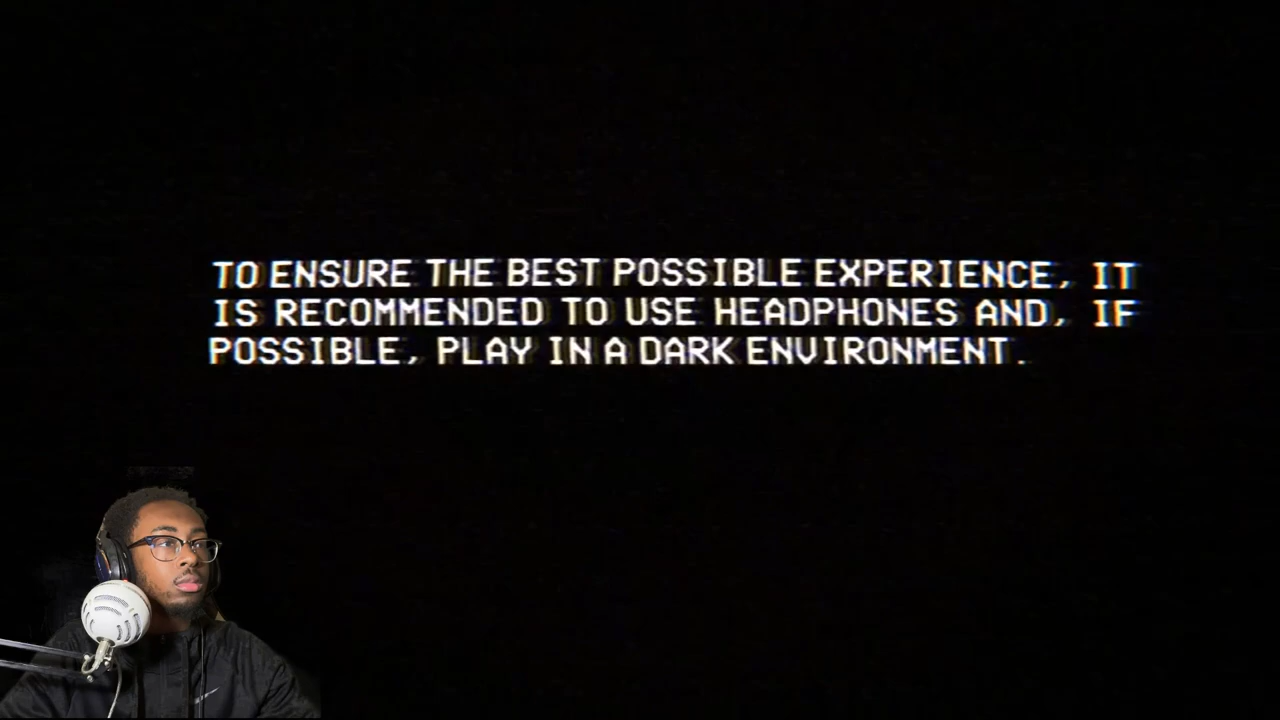 TO ENSURE THE BEST POSSIBLE EXPERIENCE, IT
IS RECOMMENDED TO USE HEADPHONES AND, IF
POSSIBLE, PLAY IN A DARK ENVIRONMENT.